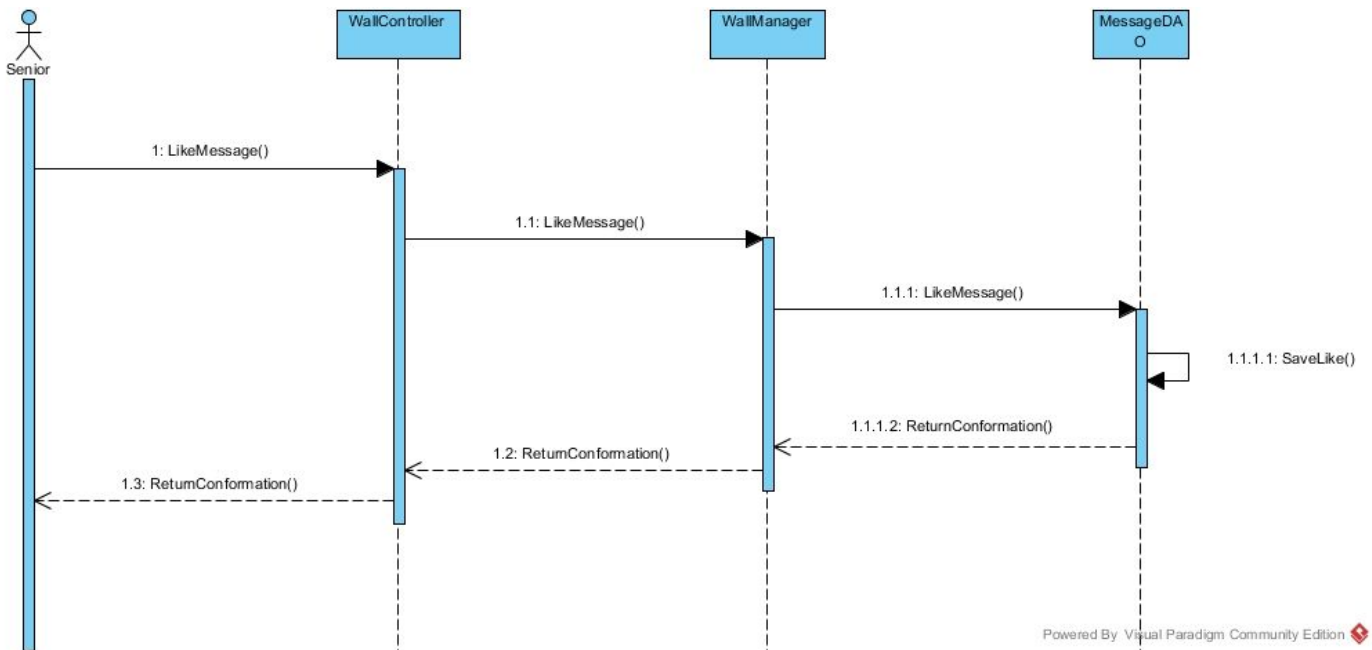 WallController
WallManager
MessageDA
O
Senior
1: LikeMessage()
1.1: LikeMessage()
1.1.1: LikeMessage()
1.1.1.1: SaveLike()
1.1.1.2: ReturnConformation()
1.2: ReturnConformation()
1.3: ReturnConformation()
Powered By Visual Paradigm Community Edition